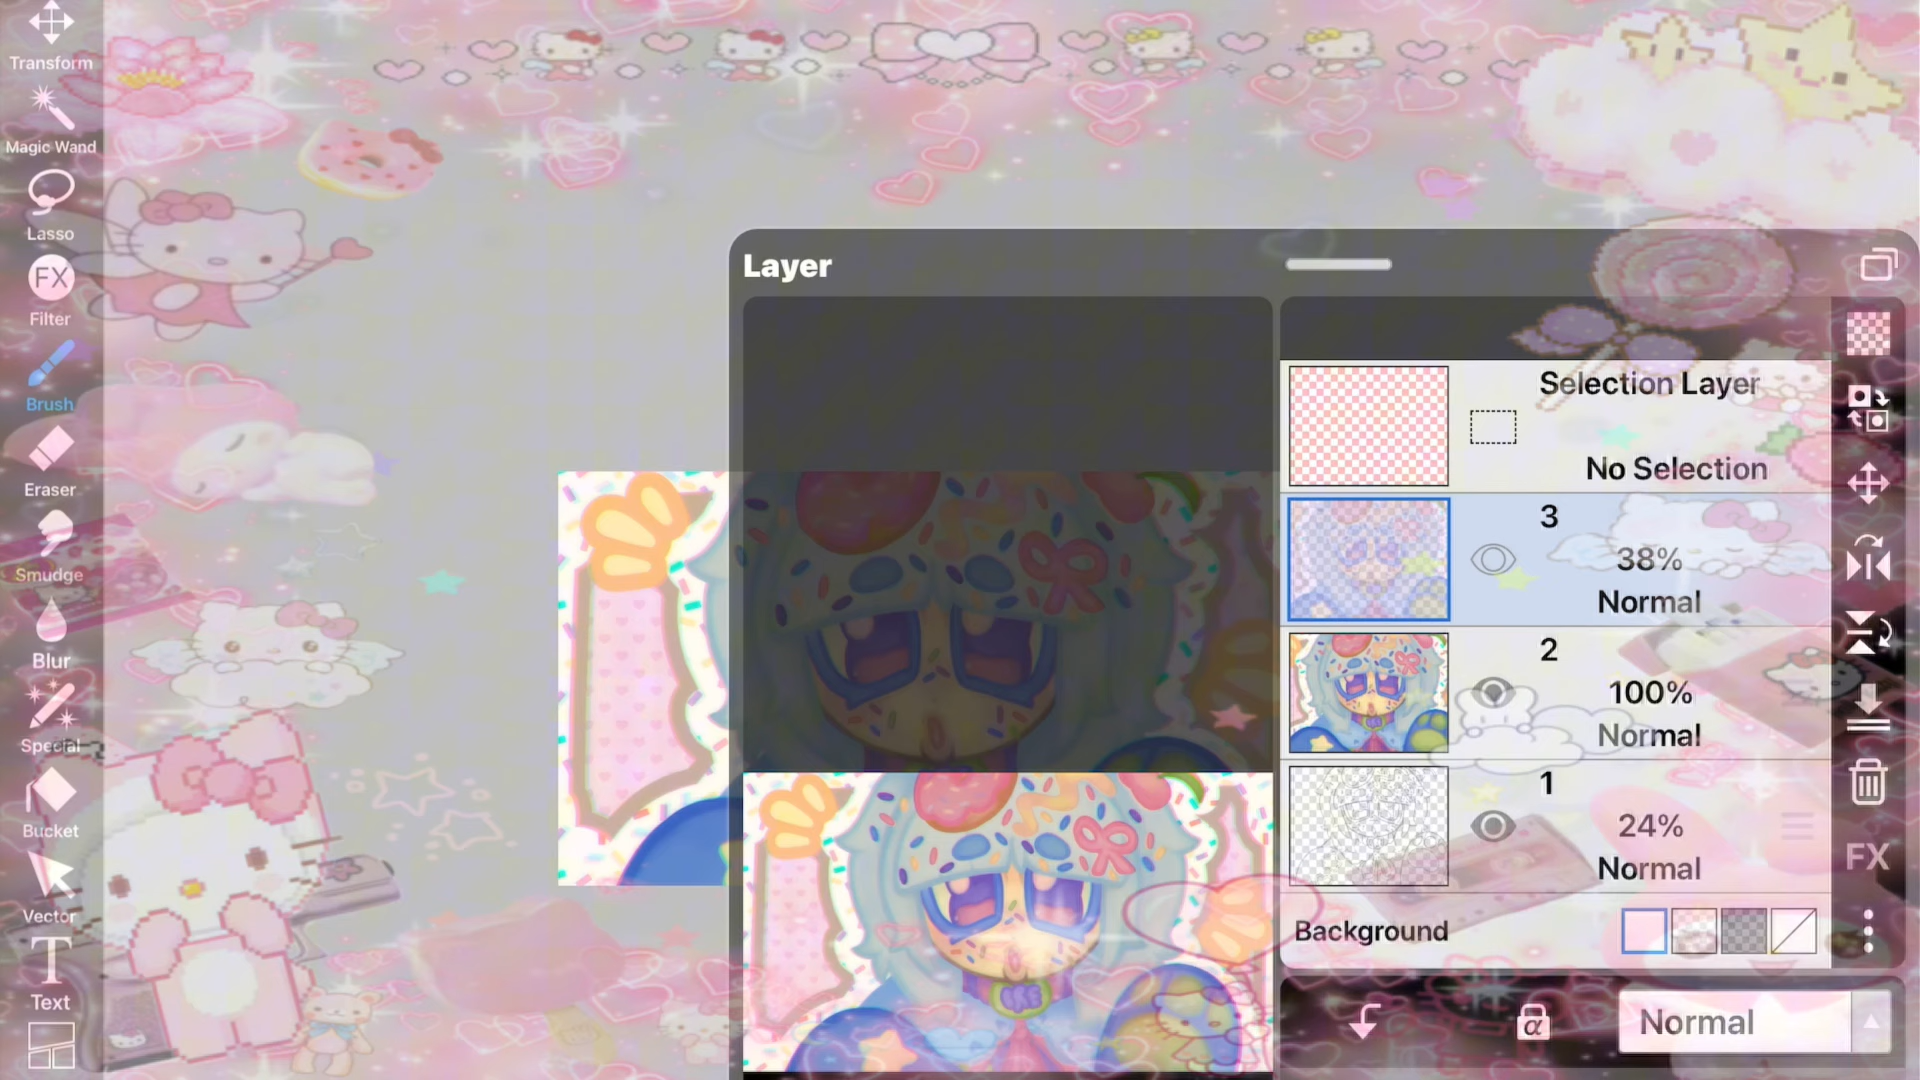 Transform
Magic Wand
Lasso
FX
Filter
Brush
Eraser
Smudge
Blur
Special
Bucket
Vector
T
Text
Layer
Selection Layer
No Selection
3
38%
Normal
2
100%
Normal
1
24%
Normal
Background
FX
α
Normal